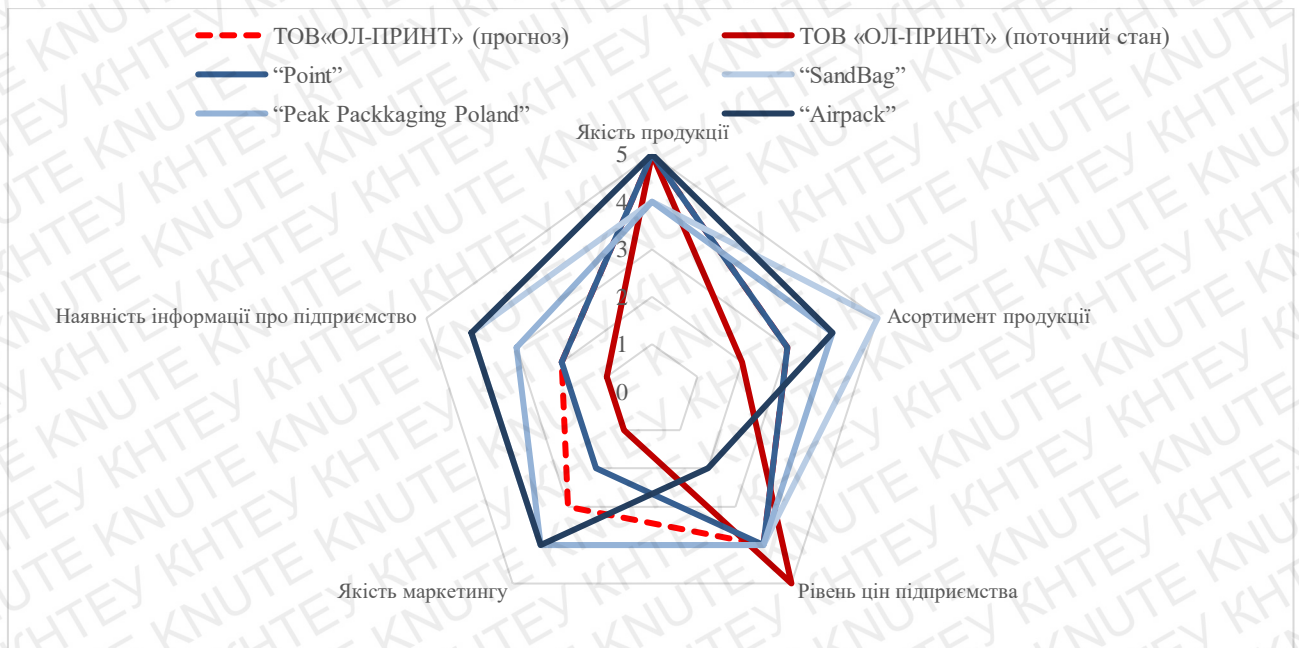 ТОВ«ОЛ-ПРИНТ» (прогноз)
ТОВ «ОЛ-ПРИНТ» (поточний стан)
“Point”
“SandBag”
“Peak Packkaging Poland”
“Airpack”
Якість продукції
5
4
3
2
1
0
Асортимент продукції
Рівень цін підприємства
Якість маркетингу
Наявність інформації про підприємство